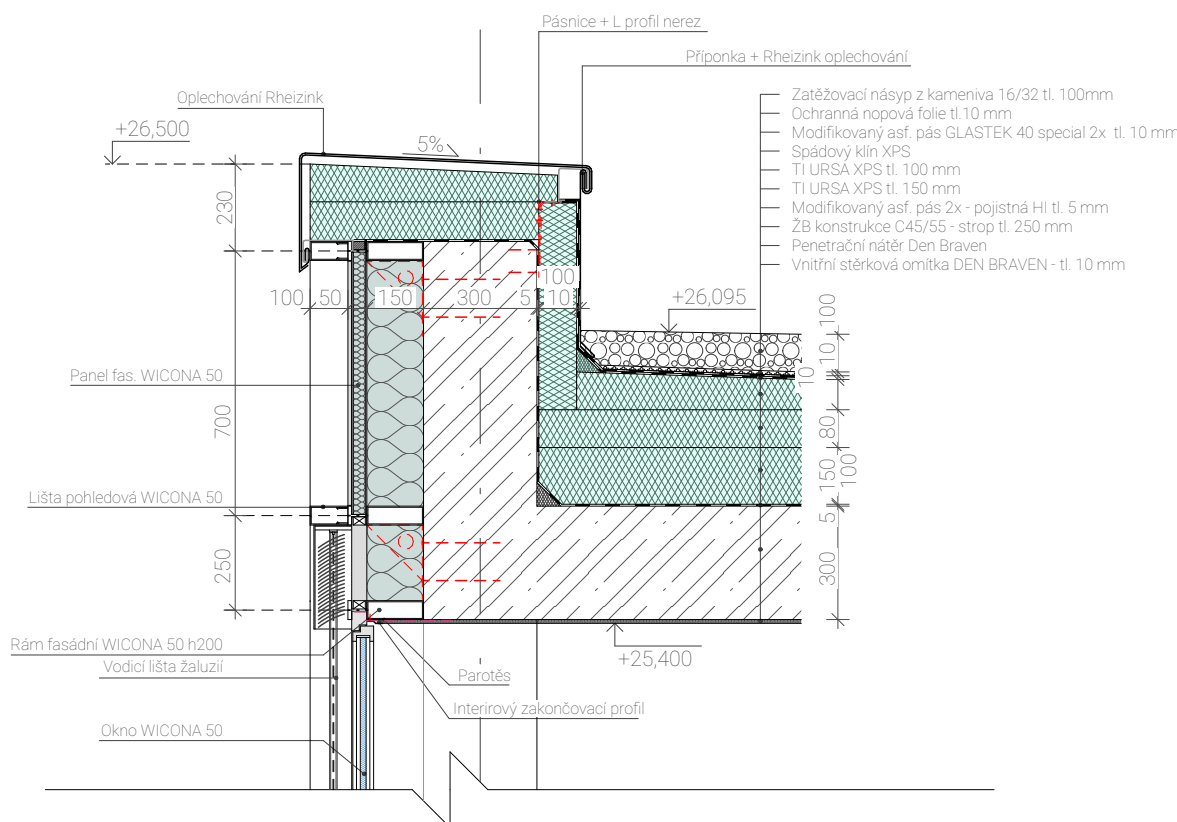 Pásnice + L profil nerez
Příponka + Rheizink oplechování
Oplechování Rheizink
+26,500
5%
Zatěžovací násyp z kameniva 16/32 tl. 100mm
Ochranná nopová folie tl.10 mm
Modifikovaný asf. pás GLASTEK 40 special 2x tl. 10 mm
Spádový klín XPS
TI URSA XPS tl. 100 mm
TI URSA XPS tl. 150 mm
Modifikovaný asf. pás 2x - pojistná HI tl. 5 mm
ŽB konstrukce C45/55 - strop tl. 250 mm
Penetrační nátěr Den Braven
Vnitřní stěrková omítka DEN BRAVEN - tl. 10 mm
230
100
100 50 150 300 5 10
+26,095
100
10
10
Panel fas. WICONA 50
700
80
150
100
Lišta pohledová WICONA 50
5
250
300
Rám fasádní WICONA 50 h200
+25,400
Vodicí lišta žaluzií
Parotěs
Interirový zakončovací profil
Okno WICONA 50